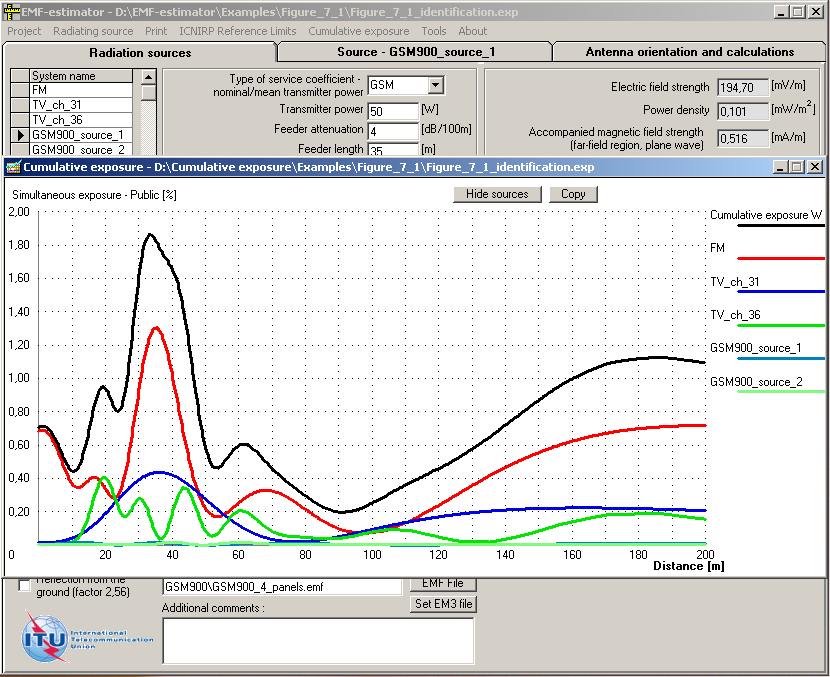 EMF-estimator - D:\EMF-estimator\Examples\Figure_7_1\Figure_7_1_identification.exp
Project Radiating source Print ICNIRP Reference Limits Cumulative exposure Tools About
Radiation sources Source - GSM900_source_1 Antenna orientation and calculations
System name
FM
TV_ch_31
TV_ch_36
GSM900_source_1
GSM900_source_2
Type of service coefficient -
nominal/mean transmitter power GSM
Transmitter power 50 [W]
Feeder attenuation 4 [dB/100m]
Feeder length 35 [m]
Electric field strength 194,70 [mV/m]
Power density 0,101 [mW/m2]
Accompanied magnetic field strength
(far-field region, plane wave) 0,516 [mA/m]
Cumulative exposure - D:\Cumulative exposure\Examples\Figure_7_1\Figure_7_1_identification.exp
Simultaneous exposure - Public [%] Hide sources Copy
2,00
1,80
1,60
1,40
1,20
1,00
0,80
0,60
0,40
0,20
0 20 40 60 80 100 120 140 160 180 200
Distance [m]
Cumulative exposure W
FM
TV_ch_31
TV_ch_36
GSM900_source_1
GSM900_source_2
Reflection from the
ground (factor 2,56)
GSM900\GSM900_4_panels.emf EMF File
Additional comments : Set EM3 file
ITU International
Telecommunication
Union